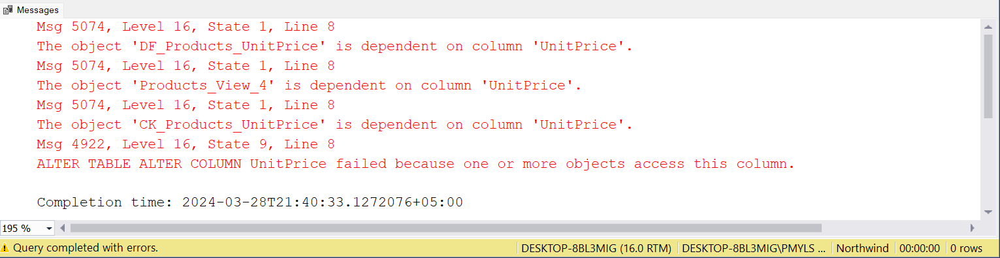 Messages
Msg 5074, Level 16, State 1, Line 8
The object 'DF_Products_UnitPrice' is dependent on column 'UnitPrice'.
Msg 5074, Level 16, State 1, Line 8
The object 'Products_View_4' is dependent on column 'UnitPrice'.
Msg 5074, Level 16, State 1, Line 8
The object 'CK_Products_UnitPrice' is dependent on column 'UnitPrice'.
Msg 4922, Level 16, State 9, Line 8
ALTER TABLE ALTER COLUMN UnitPrice failed because one or more objects access this column.
Completion time: 2024-03-28T21:40:33.1272076+05:00
195 %
Query completed with errors. DESKTOP-8BL3MIG (16.0 RTM) DESKTOP-8BL3MIG\PMYLS ... Northwind 00:00:00 0 rows